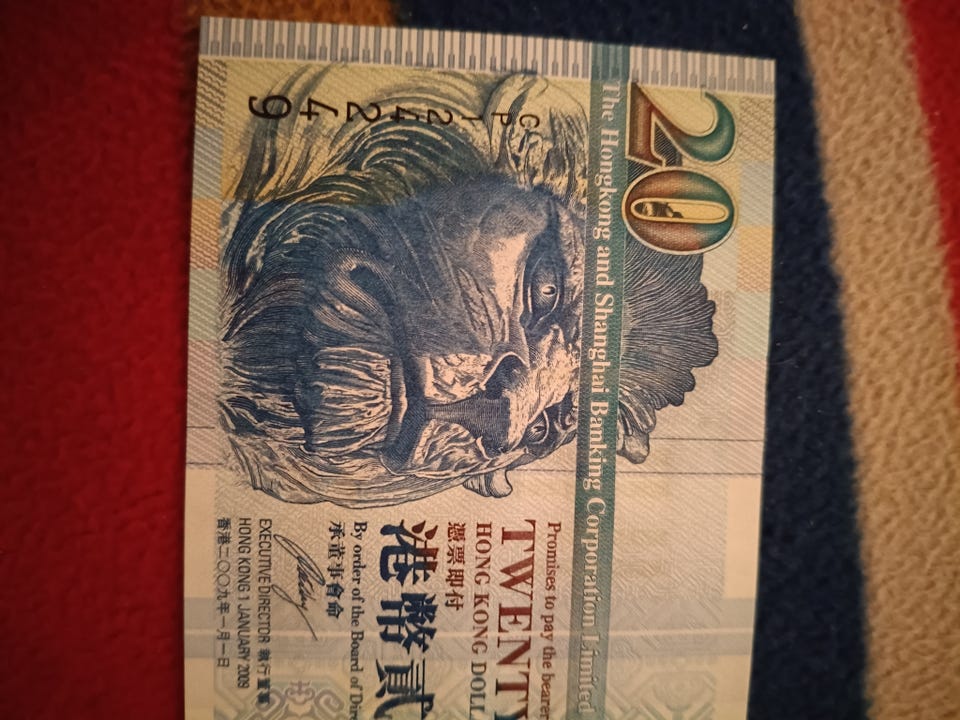 20
The Hongkong and Shanghai Banking Corporation Limited
CP124249
Promises to pay the bearer
TWENTY
HONG KONG DOLL
憑票即付
港幣貳
By order of the Board of Dire
承董事會命
EXECUTIVE DIRECTOR 執行董事
HONG KONG 1 JANUARY 2009
香港二〇〇九年一月一日